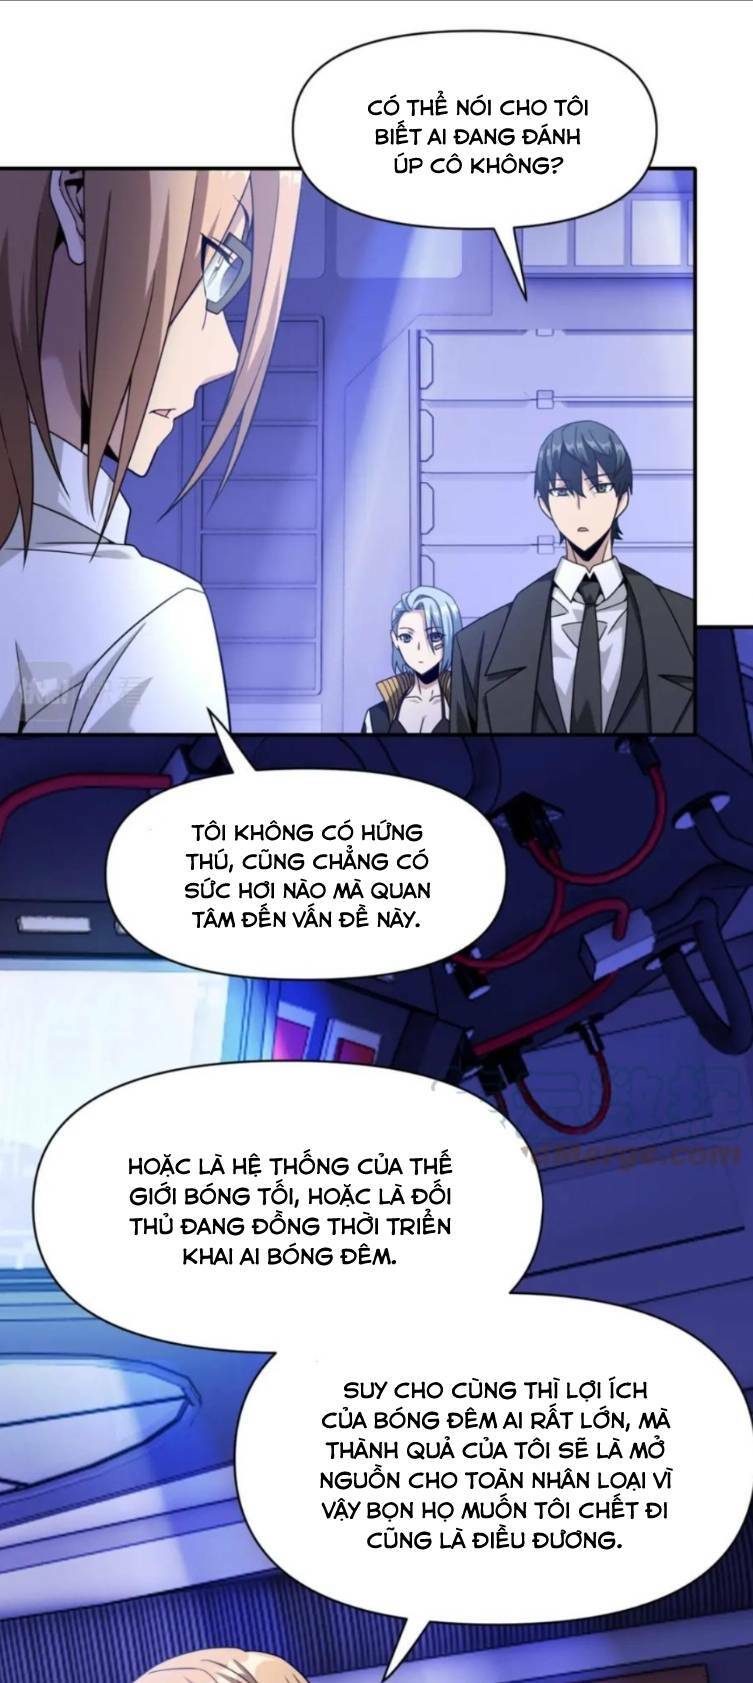 CÓ THỂ NÓI CHO TÔI
BIẾT AI ĐANG ĐÁNH
ÚP CÔ KHÔNG?
TÔI KHÔNG CÓ HỨNG
THÚ, CŨNG CHẲNG CÓ
SỨC HƠI NÀO MÀ QUAN
TÂM ĐẾN VẤN ĐỀ NÀY.
HOẶC LÀ HỆ THỐNG CỦA THẾ
GIỚI BÓNG TỐI, HOẶC LÀ ĐỐI
THỦ ĐANG ĐỒNG THỜI TRIỂN
KHAI AI BÓNG ĐÊM.
SUY CHO CÙNG THÌ LỢI ÍCH
CỦA BÓNG ĐÊM AI RẤT LỚN, MÀ
THÀNH QUẢ CỦA TÔI SẼ LÀ MỞ
NGUỒN CHO TOÀN NHÂN LOẠI VÌ
VẬY BỌN HỌ MUỐN TÔI CHẾT ĐI
CŨNG LÀ ĐIỀU ĐƯƠNG.